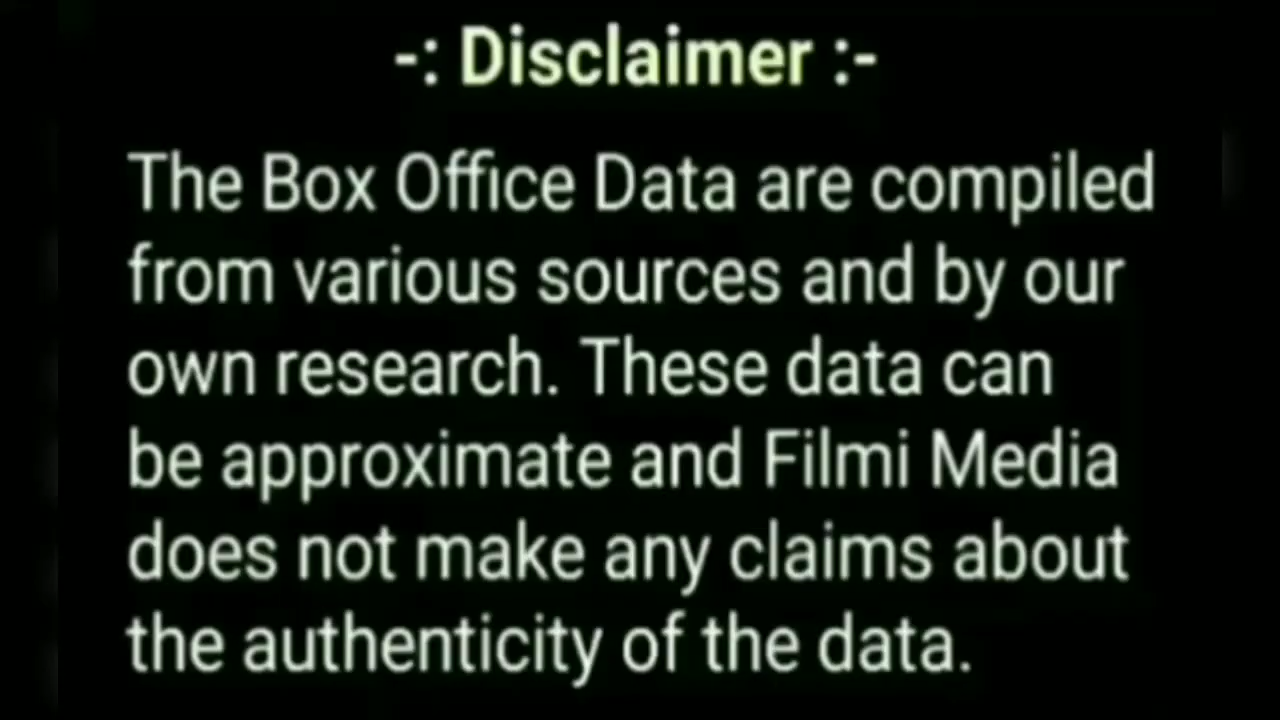 -: Disclaimer :-
The Box Office Data are compiled
from various sources and by our
own research. These data can
be approximate and Filmi Media
does not make any claims about
the authenticity of the data.